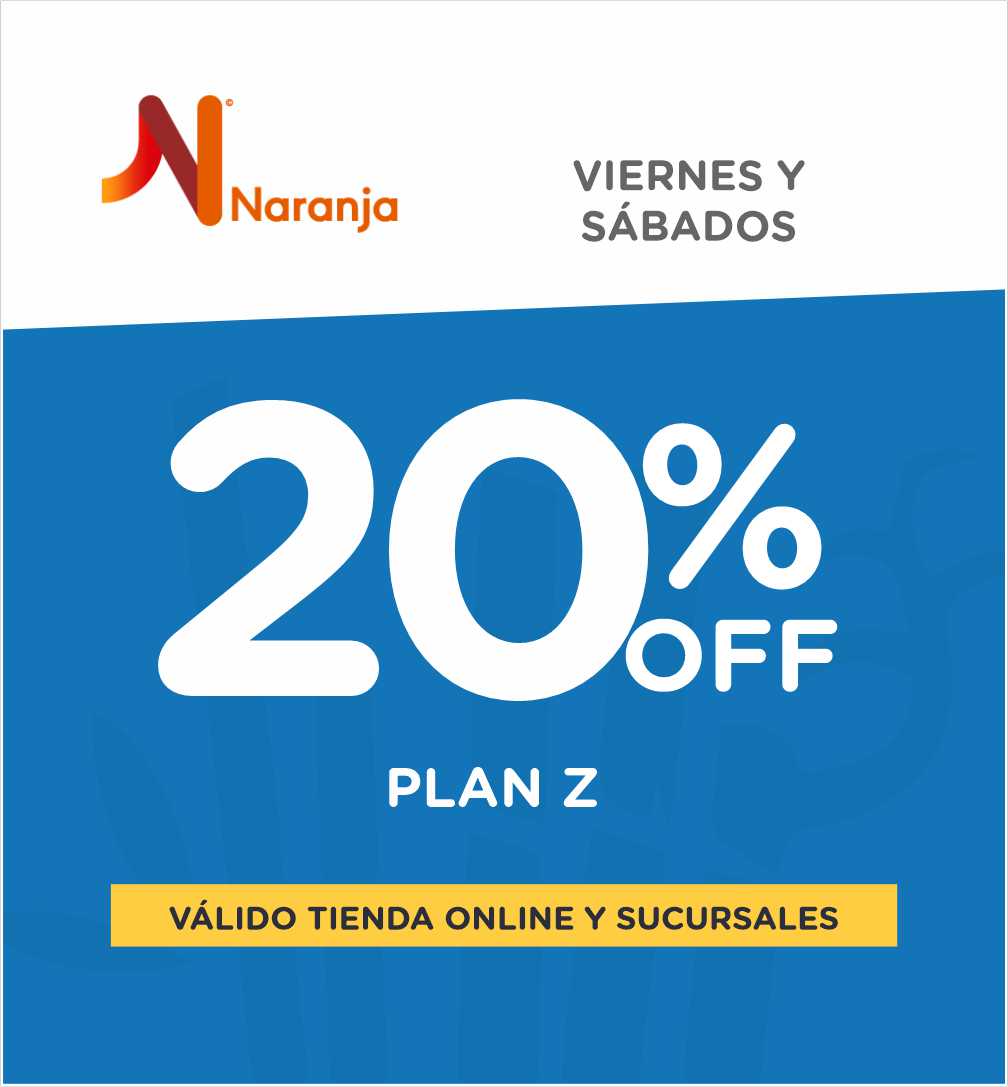 Naranja
VIERNES Y
SÁBADOS
20%
OFF
PLAN Z
VÁLIDO TIENDA ONLINE Y SUCURSALES